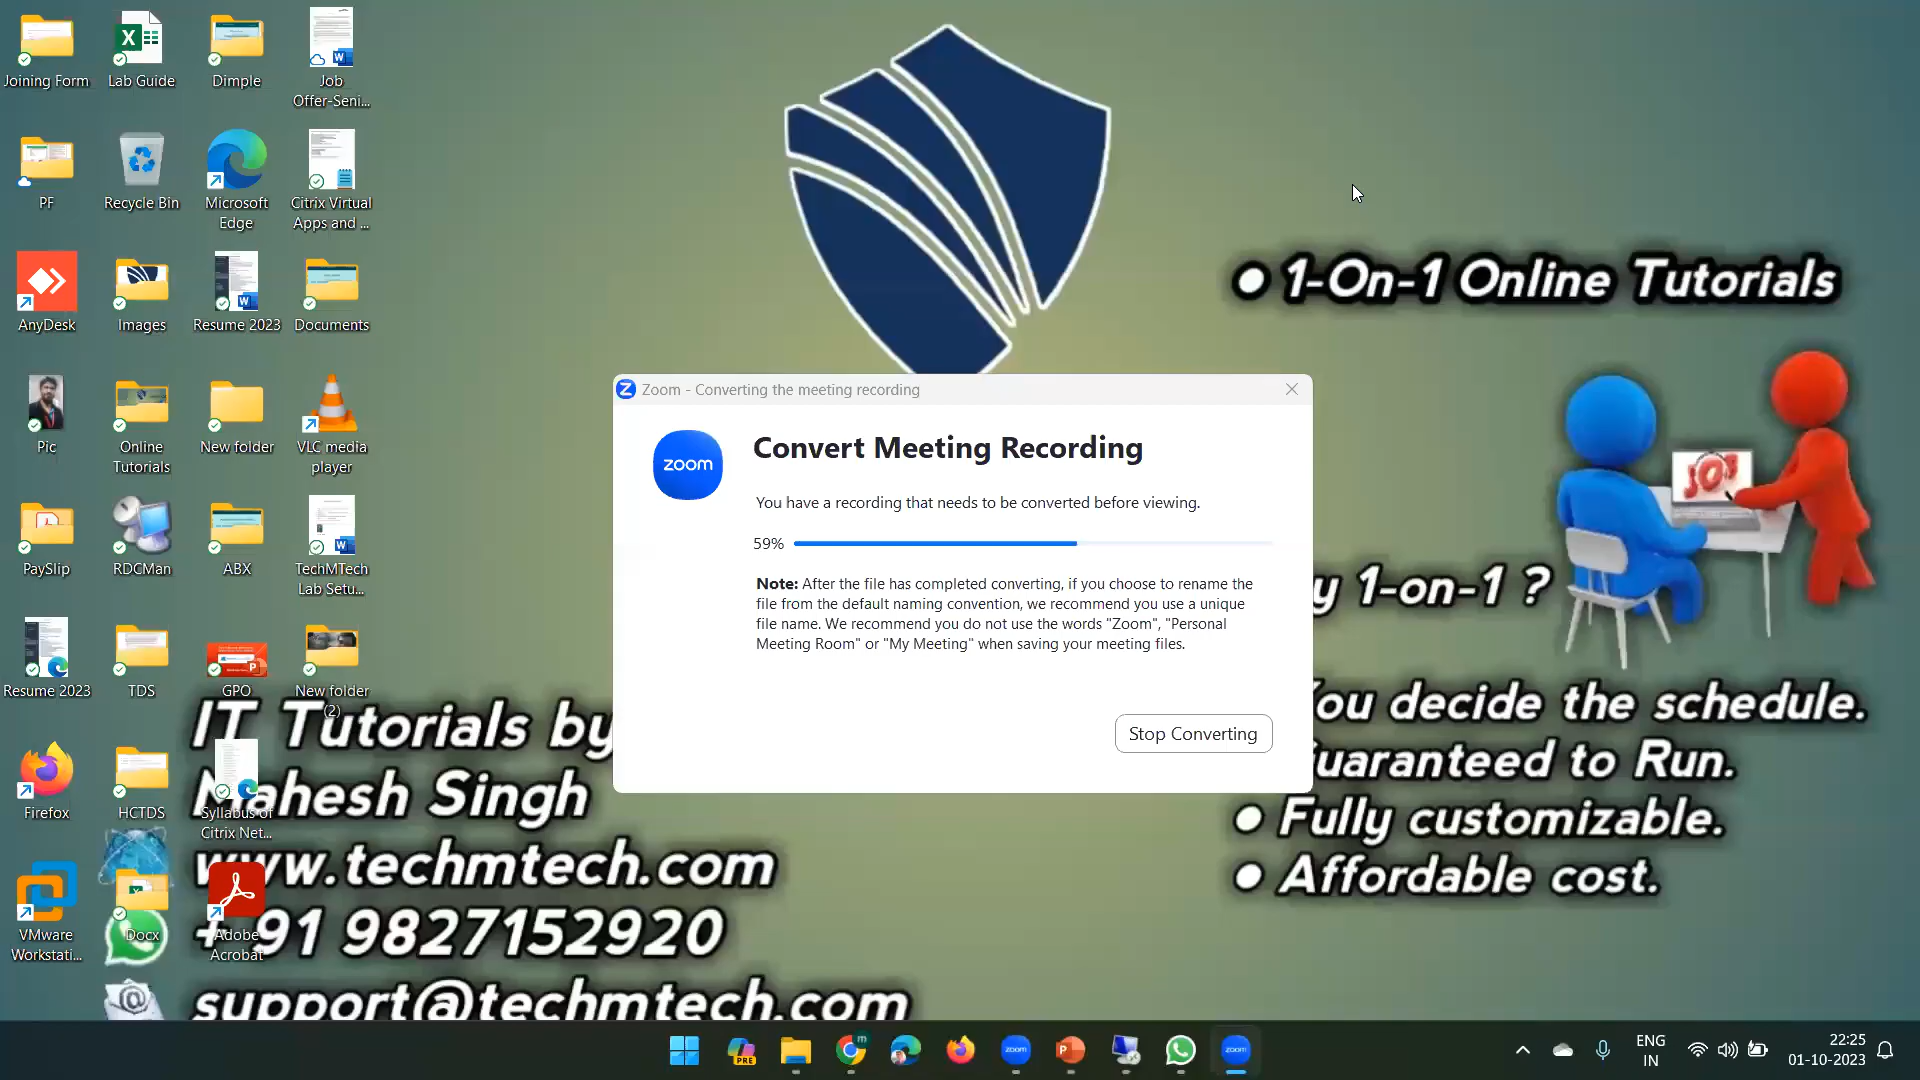 Joining Form
Lab Guide
Dimple
Job
Offer-Seni...
PF
Recycle Bin
Microsoft
Edge
Citrix Virtual
Apps and ...
AnyDesk
Images
Resume 2023
Documents
Pic
Online
Tutorials
New folder
VLC media
player
PaySlip
RDCMan
ABX
TechMTech
Lab Setu...
Resume 2023
TDS
GPO
New folder
(2)
Firefox
HCTDS
Syllabus of
Citrix Net...
VMware
Workstati...
Docx
Adobe
Acrobat
• 1-On-1 Online Tutorials
JOB
y 1-on-1 ?
ou decide the schedule.
uaranteed to Run.
• Fully customizable.
• Affordable cost.
IT Tutorials by
Mahesh Singh
www.techmtech.com
+91 9827152920
support@techmtech.com
Zoom - Converting the meeting recording
zoom
Convert Meeting Recording
You have a recording that needs to be converted before viewing.
59%
Note: After the file has completed converting, if you choose to rename the
file from the default naming convention, we recommend you use a unique
file name. We recommend you do not use the words "Zoom", "Personal
Meeting Room" or "My Meeting" when saving your meeting files.
Stop Converting
PRE
m
zoom
zoom
ENG
IN
22:25
01-10-2023